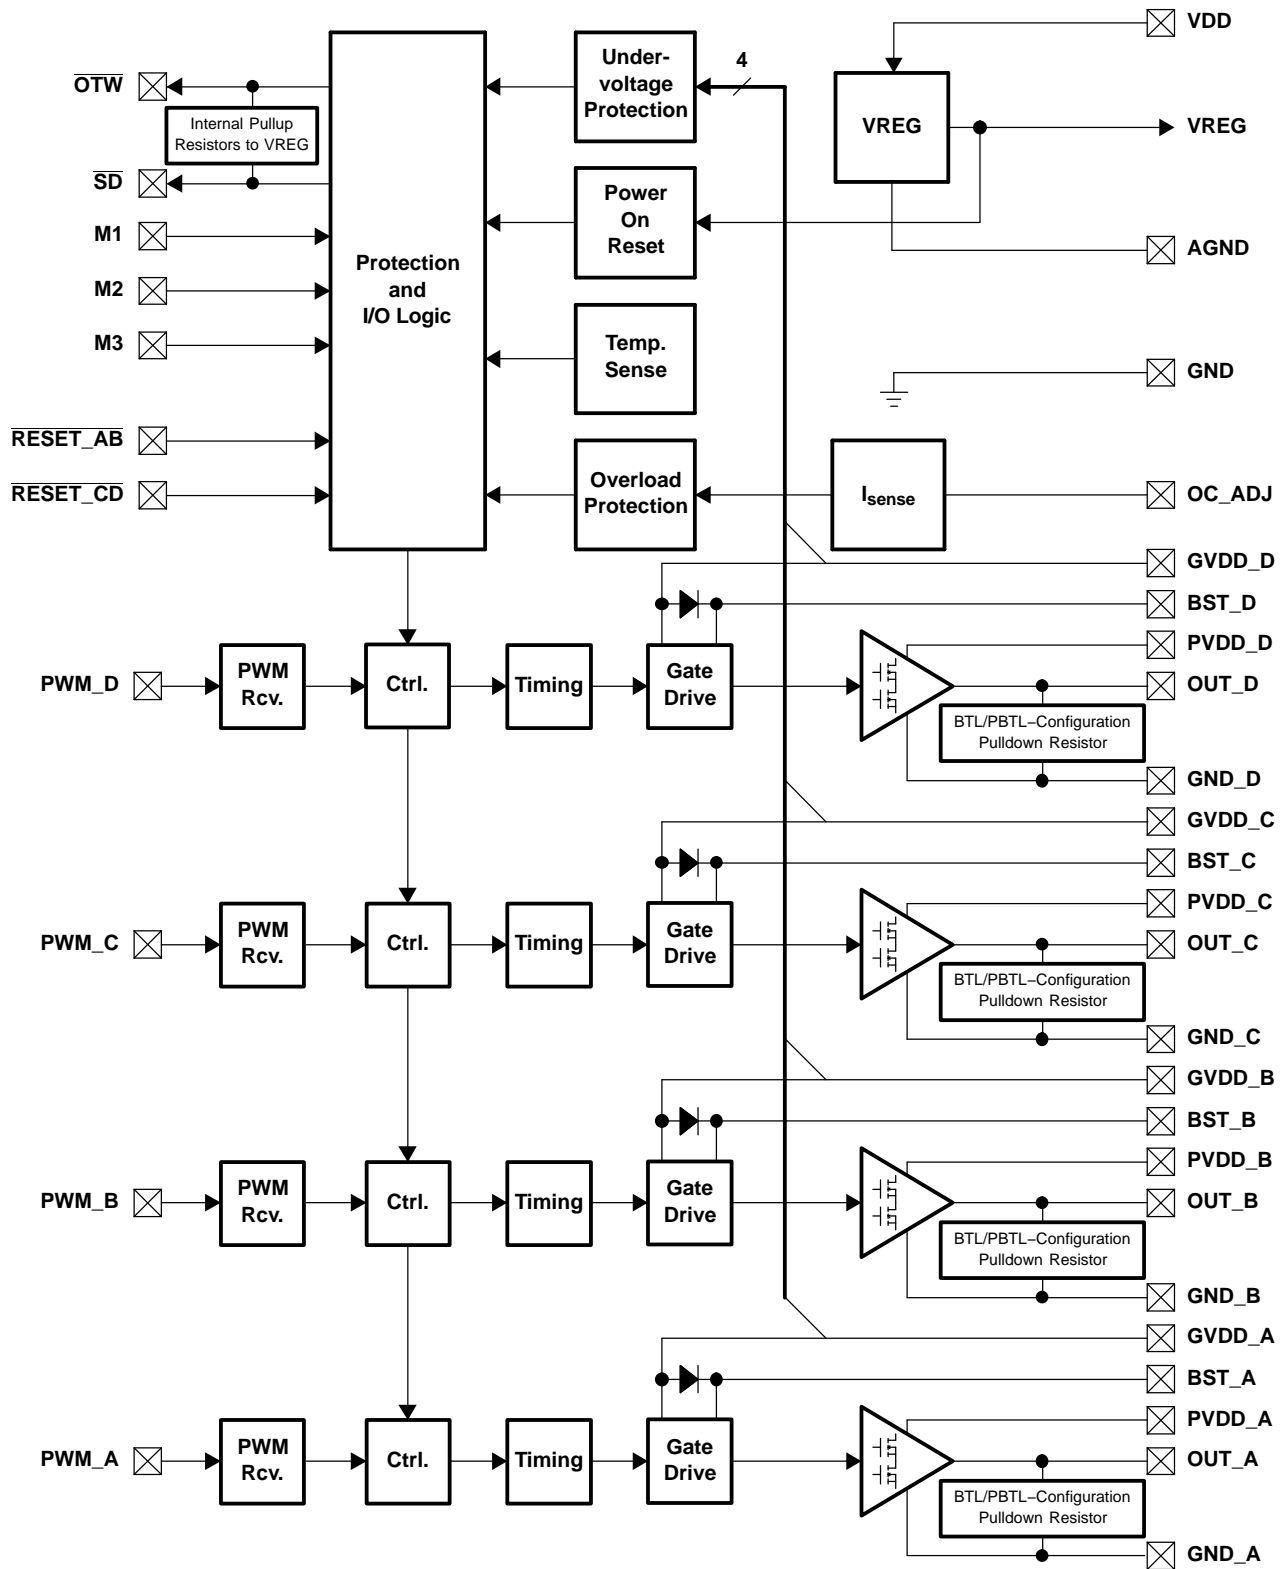 VDD
Under-
voltage
Protection
4
OTW
Internal Pullup
Resistors to VREG
VREG
VREG
SD
Power
On
Reset
M1
AGND
Protection
and
I/O Logic
M2
M3
Temp.
Sense
GND
RESET_AB
RESET_CD
Overload
Protection
Isense
OC_ADJ
GVDD_D
BST_D
PVDD_D
PWM_D
PWM
Rcv.
Ctrl.
Timing
Gate
Drive
OUT_D
BTL/PBTL–Configuration
Pulldown Resistor
GND_D
GVDD_C
BST_C
PVDD_C
PWM_C
PWM
Rcv.
Ctrl.
Timing
Gate
Drive
OUT_C
BTL/PBTL–Configuration
Pulldown Resistor
GND_C
GVDD_B
BST_B
PVDD_B
PWM_B
PWM
Rcv.
Ctrl.
Timing
Gate
Drive
OUT_B
BTL/PBTL–Configuration
Pulldown Resistor
GND_B
GVDD_A
BST_A
PVDD_A
PWM_A
PWM
Rcv.
Ctrl.
Timing
Gate
Drive
OUT_A
BTL/PBTL–Configuration
Pulldown Resistor
GND_A